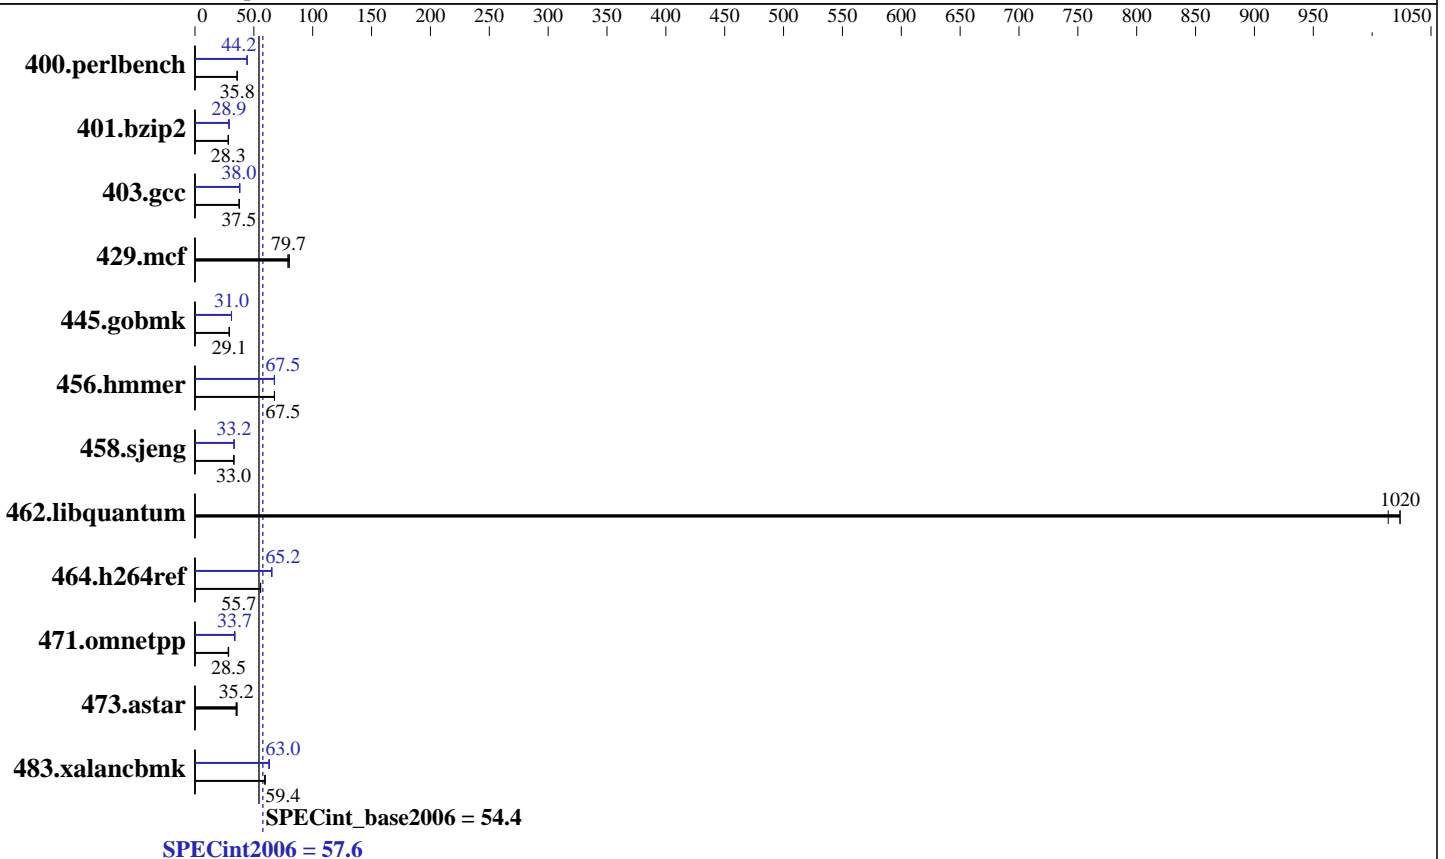 0 50.0 100 150 200 250 300 350 400 450 500 550 600 650 700 750 800 850 900 950 1050
44.2
400.perlbench
35.8
28.9
401.bzip2
28.3
38.0
403.gcc
37.5
79.7
429.mcf
31.0
445.gobmk
29.1
67.5
456.hmmer
67.5
33.2
458.sjeng
33.0
1020
462.libquantum
65.2
464.h264ref
55.7
33.7
471.omnetpp
28.5
35.2
473.astar
63.0
483.xalancbmk
59.4
SPECint_base2006 = 54.4
SPECint2006 = 57.6